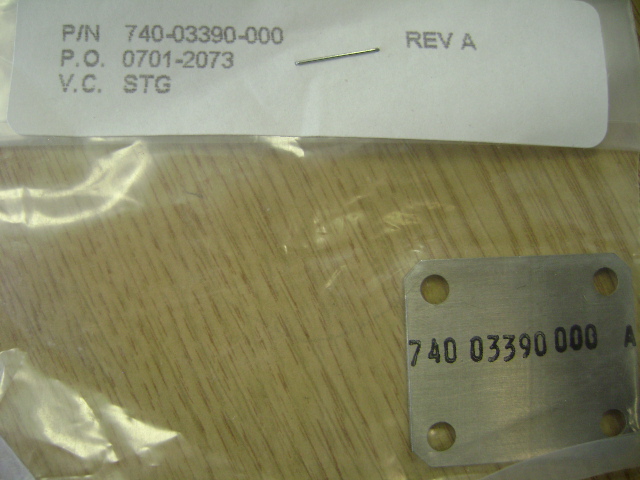 P/N 740-03390-000 REV A
P.O. 0701-2073
V.C. STG
740 03390 000 A